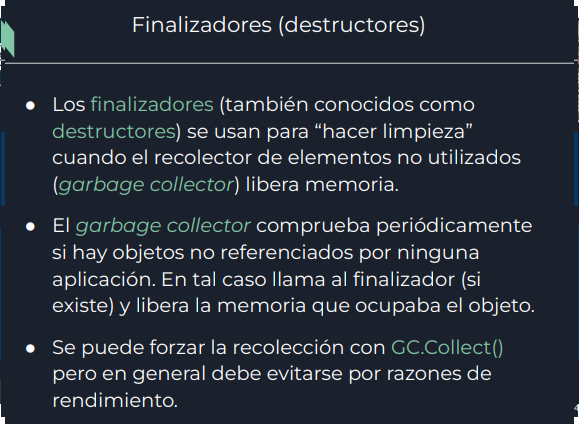 Finalizadores (destructores)
● Los finalizadores (también conocidos como
destructores) se usan para “hacer limpieza”
cuando el recolector de elementos no utilizados
(garbage collector) libera memoria.
● El garbage collector comprueba periódicamente
si hay objetos no referenciados por ninguna
aplicación. En tal caso llama al finalizador (si
existe) y libera la memoria que ocupaba el objeto.
● Se puede forzar la recolección con GC.Collect()
pero en general debe evitarse por razones de
rendimiento.